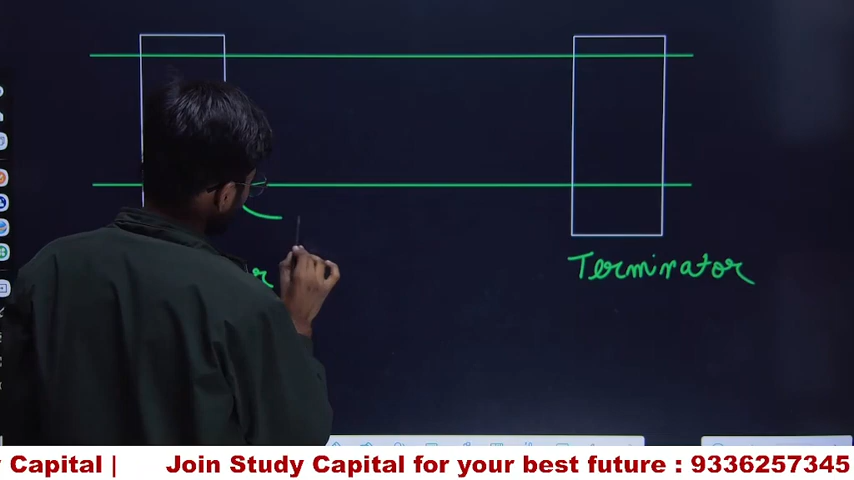 Terminator
y Capital | Join Study Capital for your best future : 9336257345